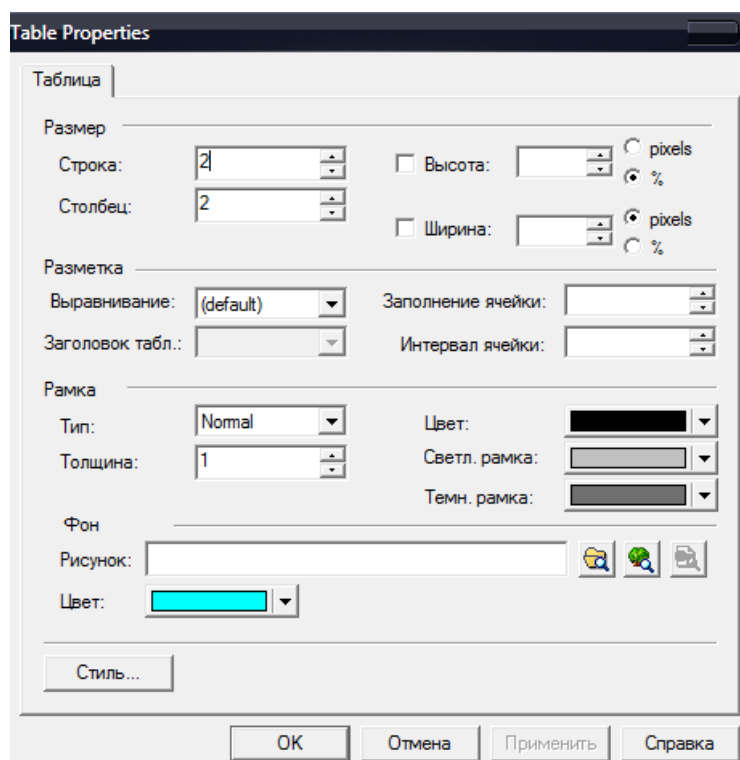 Table Properties
Таблица
Размер
Строка: 2
Высота:
pixels
%
Столбец: 2
Ширина:
pixels
%
Разметка
Выравнивание: (default)
Заполнение ячейки:
Заголовок табл.:
Интервал ячейки:
Рамка
Тип: Normal
Цвет:
Толщина: 1
Светл. рамка:
Темн. рамка:
Фон
Рисунок:
Цвет:
Стиль...
OK Отмена Применить Справка